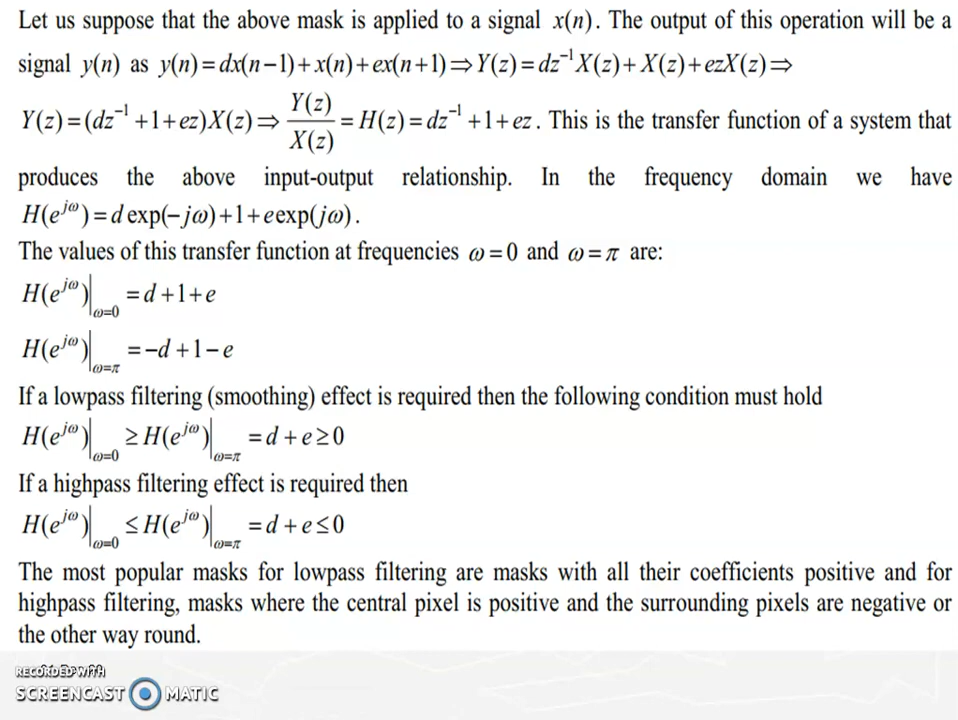 Let us suppose that the above mask is applied to a signal x(n). The output of this operation will be a
signal y(n) as y(n) = dx(n−1) + x(n) + ex(n+1) ⇒ Y(z) = dz⁻¹X(z) + X(z) + ezX(z) ⇒
Y(z) = (dz⁻¹ + 1 + ez)X(z) ⇒ Y(z)/X(z) = H(z) = dz⁻¹ + 1 + ez. This is the transfer function of a system that
produces the above input-output relationship. In the frequency domain we have
H(e^{jω}) = d exp(−jω) + 1 + e exp(jω).
The values of this transfer function at frequencies ω = 0 and ω = π are:
H(e^{jω})|_{ω=0} = d + 1 + e
H(e^{jω})|_{ω=π} = −d + 1 − e
If a lowpass filtering (smoothing) effect is required then the following condition must hold
H(e^{jω})|_{ω=0} ≥ H(e^{jω})|_{ω=π} = d + e ≥ 0
If a highpass filtering effect is required then
H(e^{jω})|_{ω=0} ≤ H(e^{jω})|_{ω=π} = d + e ≤ 0
The most popular masks for lowpass filtering are masks with all their coefficients positive and for
highpass filtering, masks where the central pixel is positive and the surrounding pixels are negative or
the other way round.
RECORDED WITH
SCREENCAST MATIC